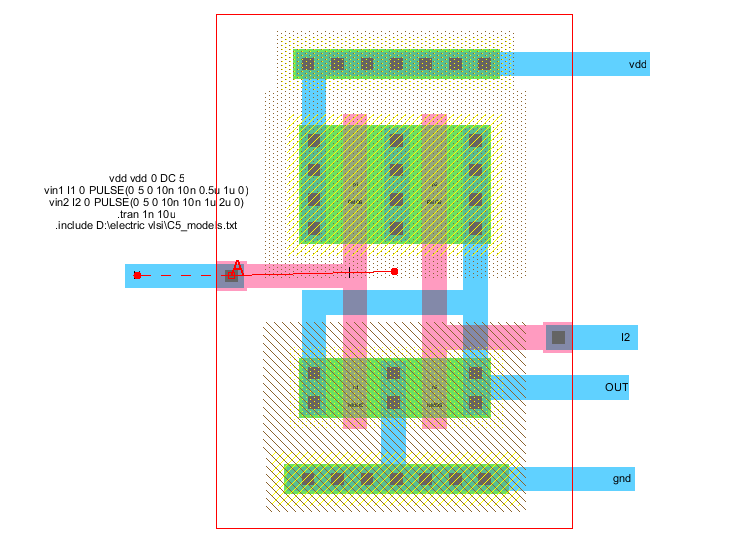 vdd
vdd vdd 0 DC 5
vin1 I1 0 PULSE(0 5 0 10n 10n 0.5u 1u 0)
vin2 I2 0 PULSE(0 5 0 10n 10n 1u 2u 0)
.tran 1n 10u
.include D:\electric vlsi\C5_models.txt
A
I2
OUT
gnd